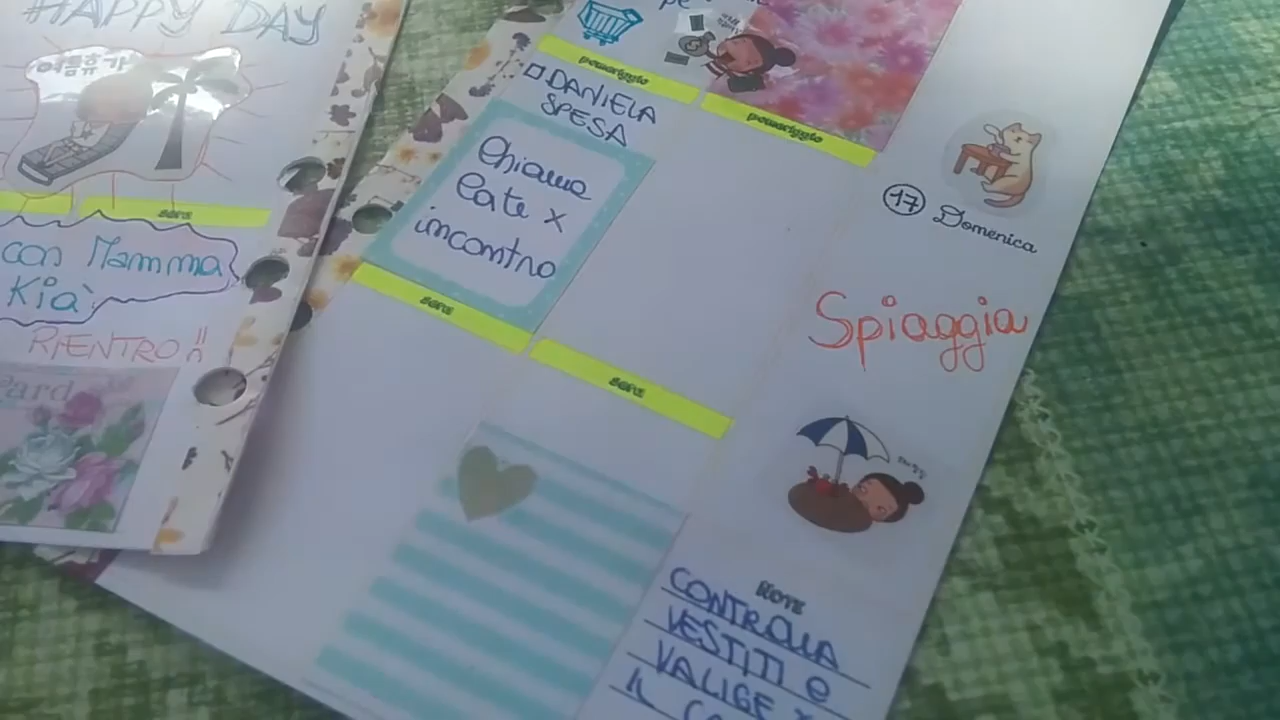 HAPPY DAY
여름휴가
sera
con Mamma
Kià
RIENTRO!!
pomeriggio
DANIELA
SPESA
Chiama
Cate x
incontro
sera
pomeriggio
sera
17 Domenica
Spiaggia
NOTE
CONTROLLA
VESTITI e
VALIGE x
IL